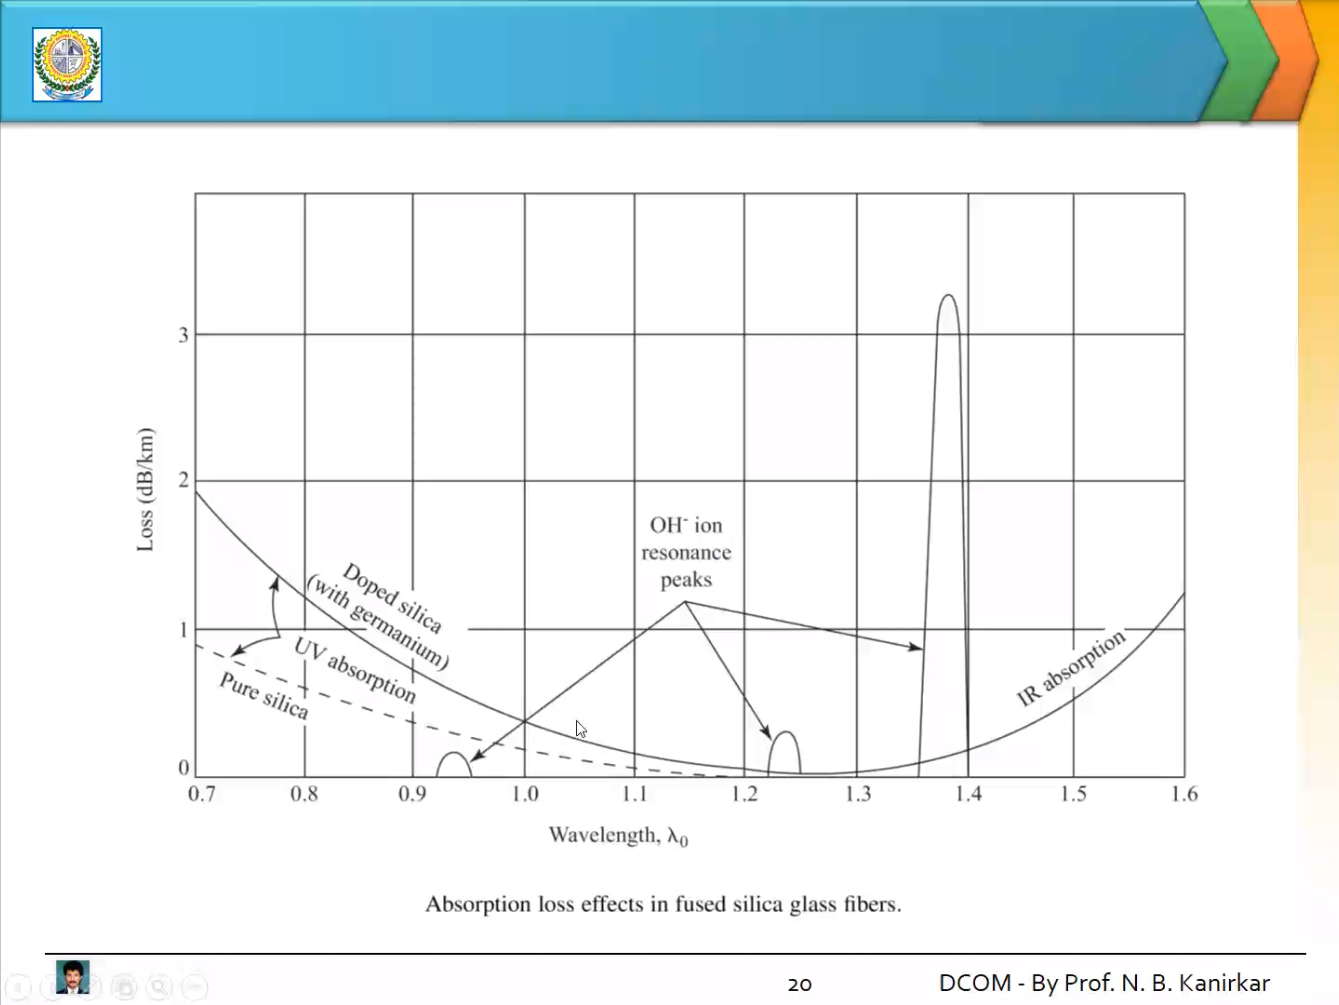 3
2
1
0
Loss (dB/km)
OH⁻ ion
resonance
peaks
Doped silica
(with germanium)
UV absorption
Pure silica
IR absorption
0.7 0.8 0.9 1.0 1.1 1.2 1.3 1.4 1.5 1.6
Wavelength, λ₀
Absorption loss effects in fused silica glass fibers.
20 DCOM - By Prof. N. B. Kanirkar